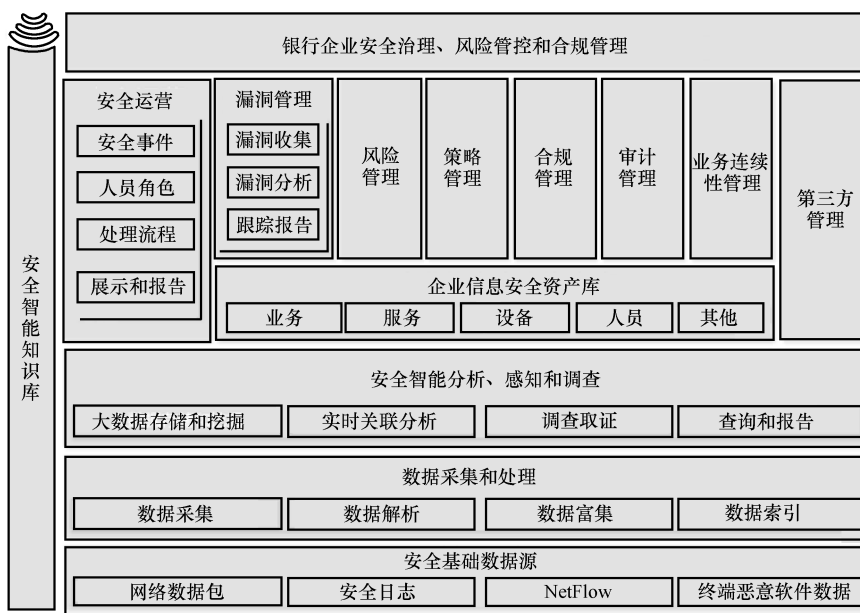 银行企业安全治理、风险管控和合规管理
安全运营
安全事件
人员角色
处理流程
展示和报告
漏洞管理
漏洞收集
漏洞分析
跟踪报告
风险
管理
策略
管理
合规
管理
审计
管理
业务连续
性管理
第三方
管理
企业信息安全资产库
业务
服务
设备
人员
其他
安全智能知识库
安全智能分析、感知和调查
大数据存储和挖掘
实时关联分析
调查取证
查询和报告
数据采集和处理
数据采集
数据解析
数据富集
数据索引
安全基础数据源
网络数据包
安全日志
NetFlow
终端恶意软件数据